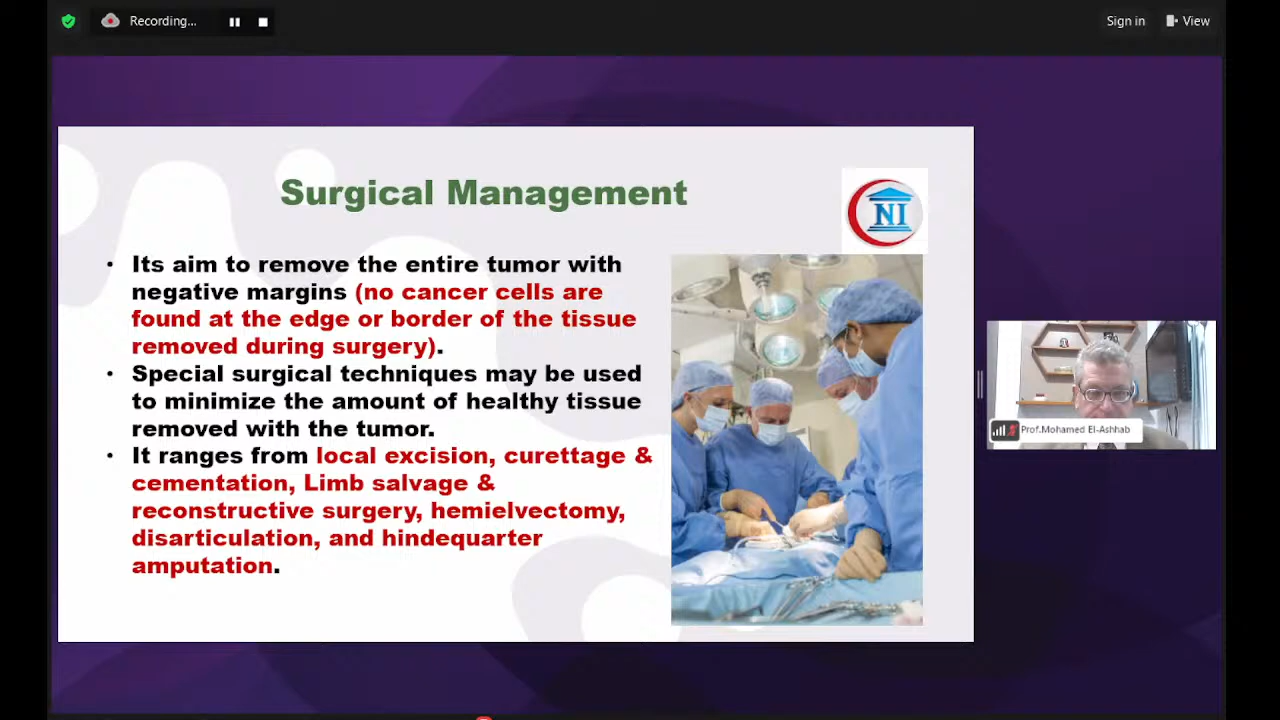 Recording...
Sign in
View
Surgical Management
NI
• Its aim to remove the entire tumor with
negative margins (no cancer cells are
found at the edge or border of the tissue
removed during surgery).
• Special surgical techniques may be used
to minimize the amount of healthy tissue
removed with the tumor.
• It ranges from local excision, curettage &
cementation, Limb salvage &
reconstructive surgery, hemielvectomy,
disarticulation, and hindequarter
amputation.
Prof.Mohamed El-Ashhab